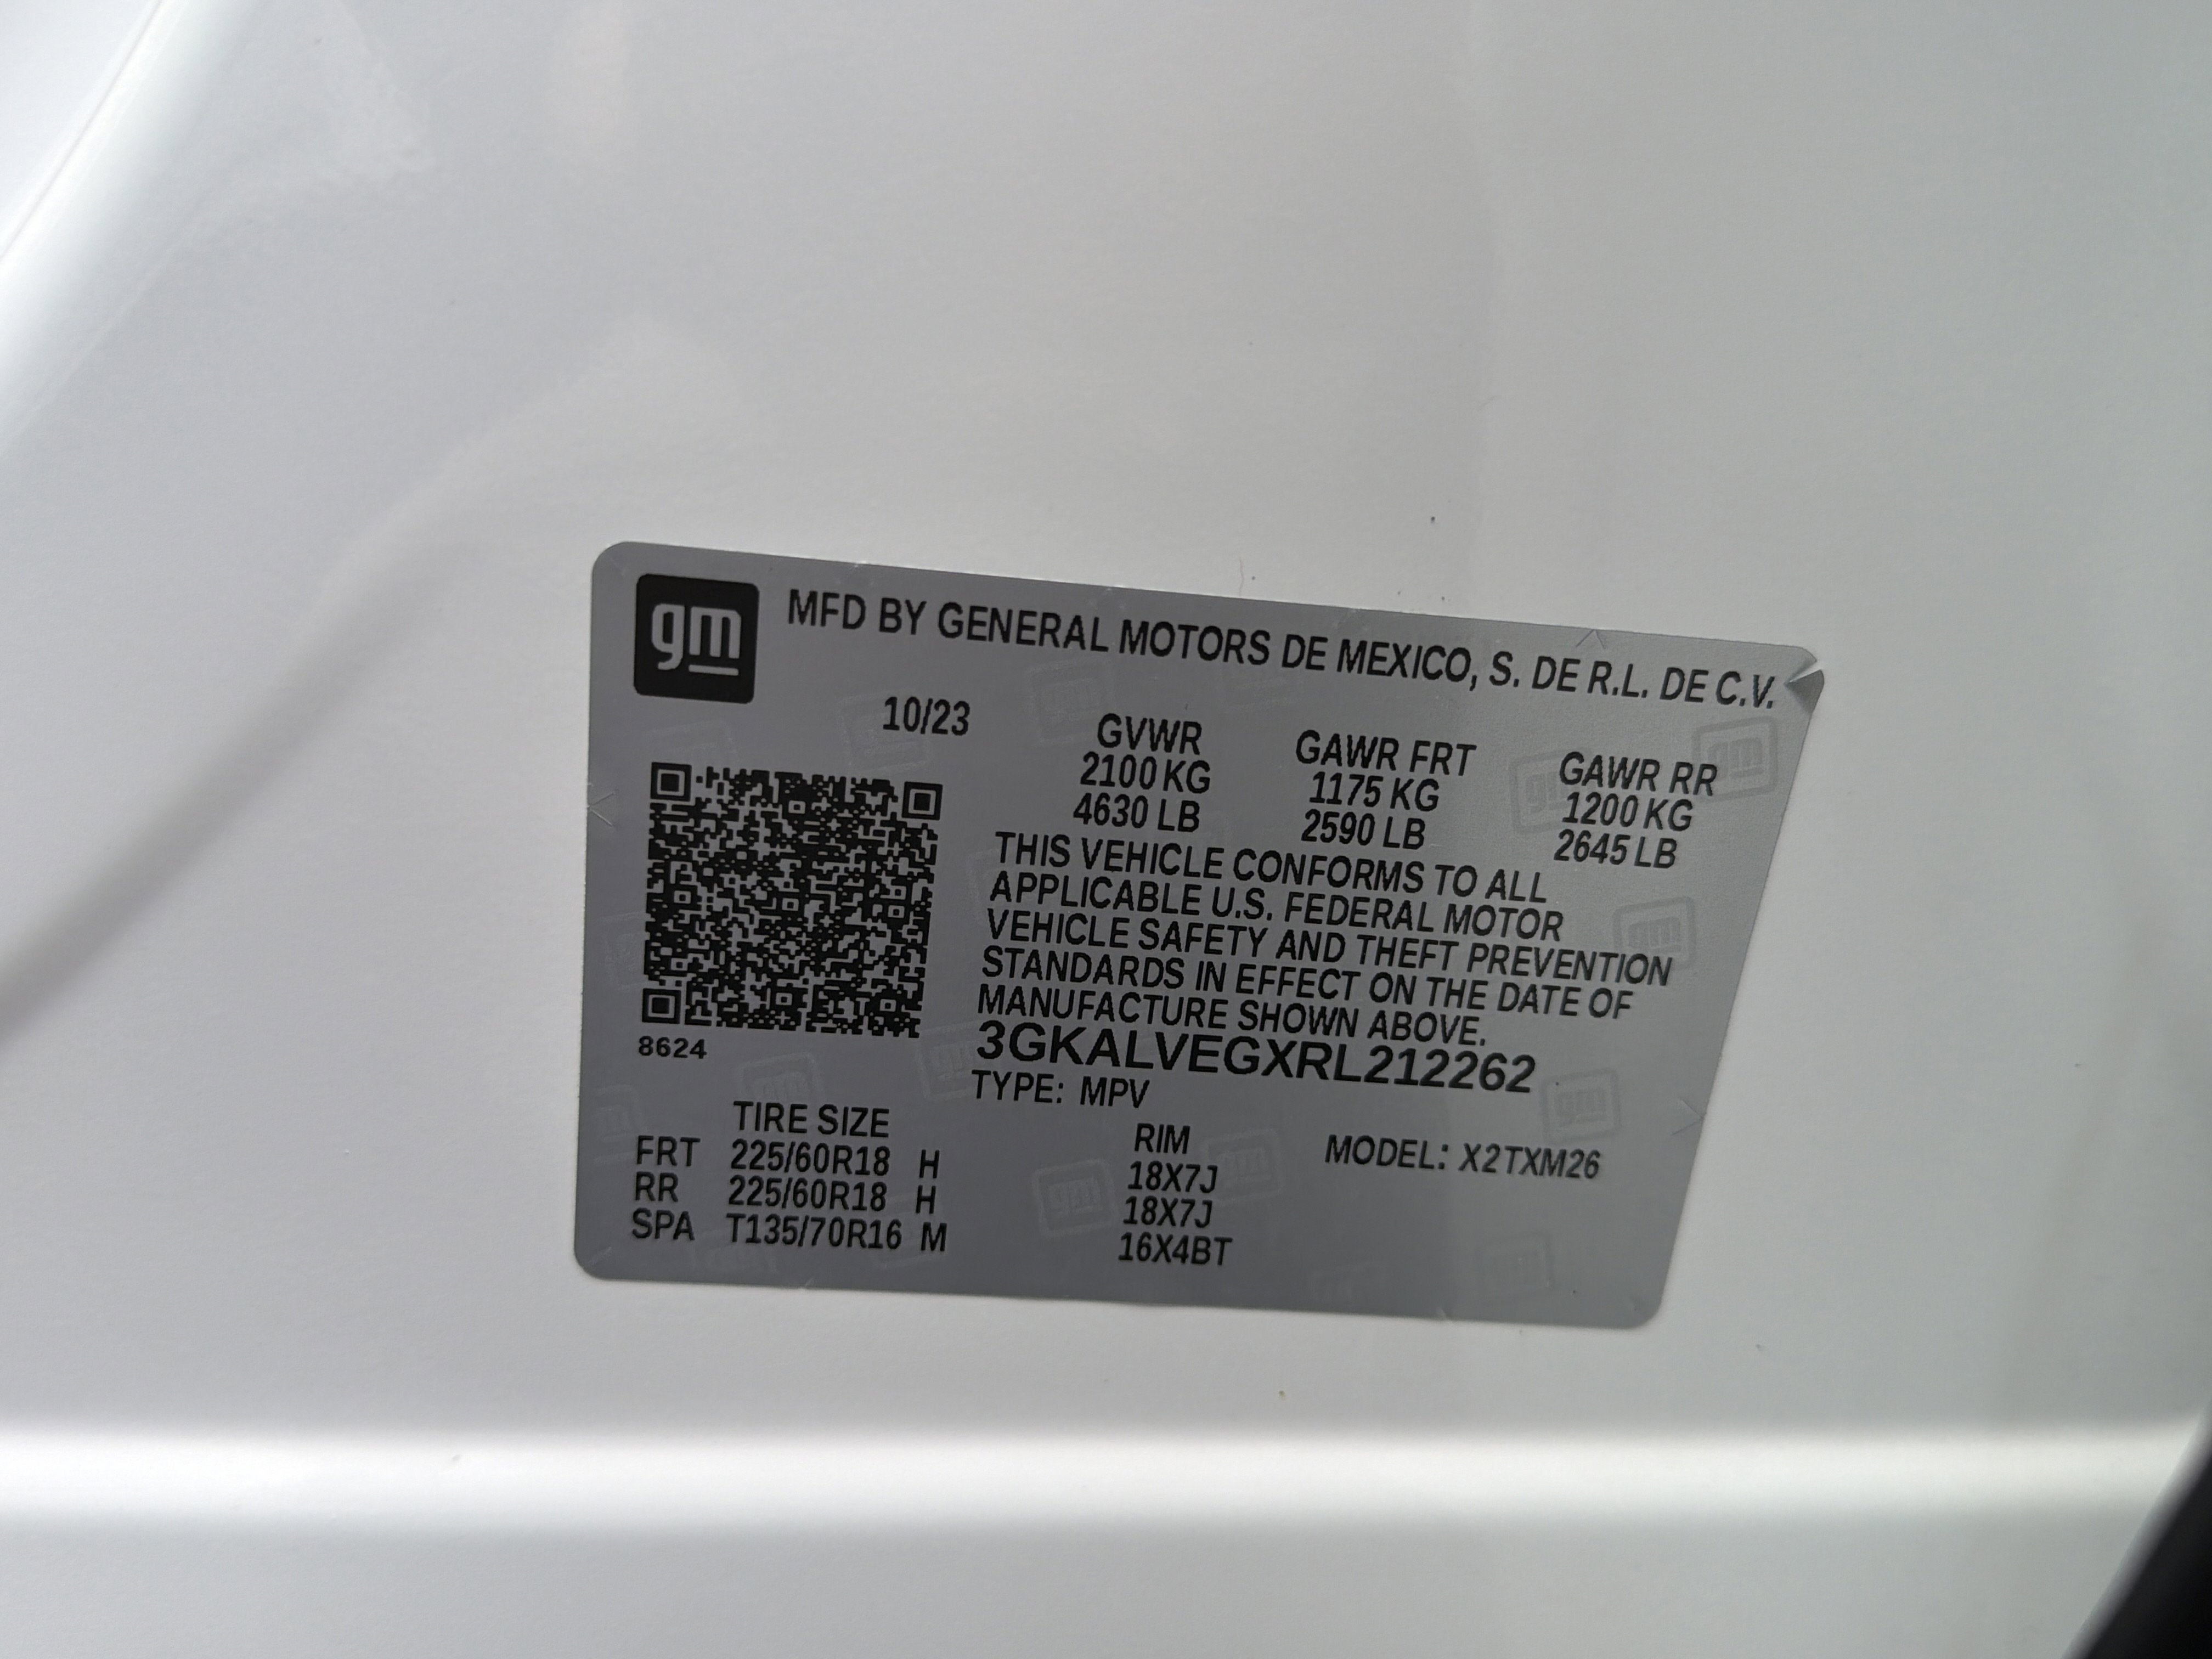 gm
MFD BY GENERAL MOTORS DE MEXICO, S. DE R.L. DE C.V.
10/23
GVWR GAWR FRT GAWR RR
2100 KG 1175 KG 1200 KG
4630 LB 2590 LB 2645 LB
THIS VEHICLE CONFORMS TO ALL
APPLICABLE U.S. FEDERAL MOTOR
VEHICLE SAFETY AND THEFT PREVENTION
STANDARDS IN EFFECT ON THE DATE OF
MANUFACTURE SHOWN ABOVE.
8624
3GKALVEGXRL212262
TYPE: MPV
TIRE SIZE RIM MODEL: X2TXM26
FRT 225/60R18 H 18X7J
RR 225/60R18 H 18X7J
SPA T135/70R16 M 16X4BT